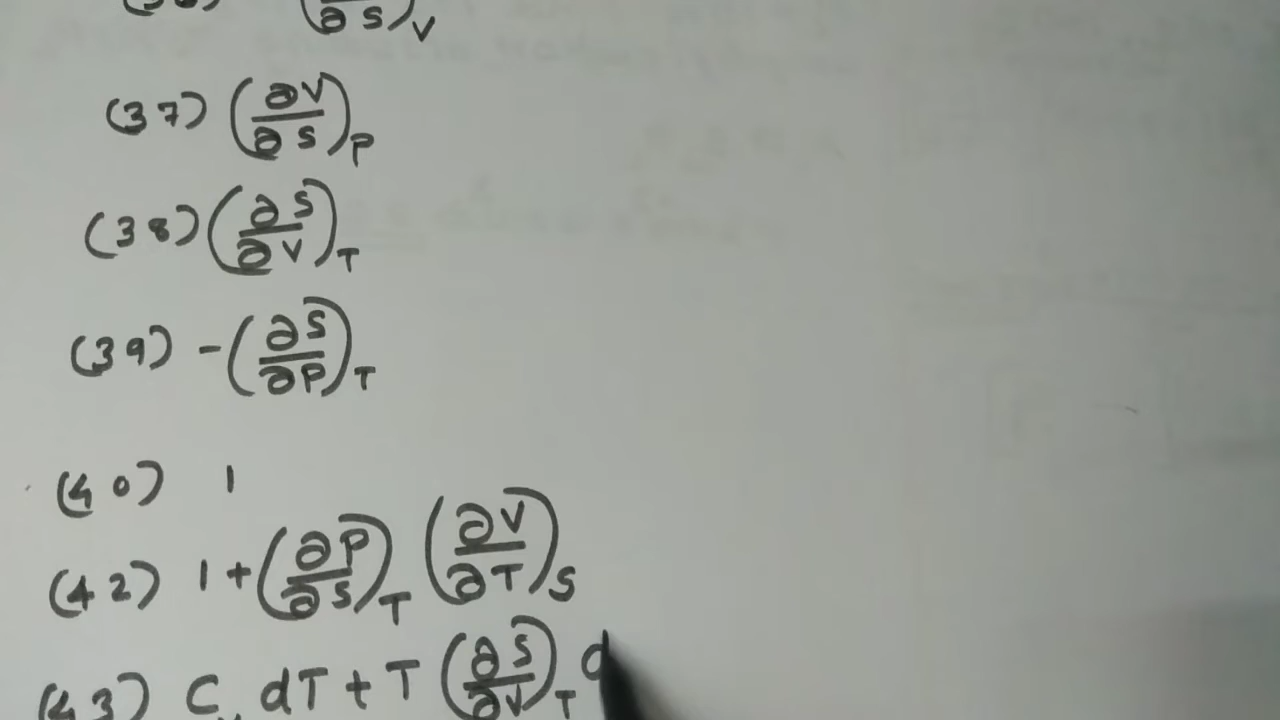 (∂S)V
(37) (∂V/∂S)P
(38) (∂S/∂V)T
(39) -(∂S/∂P)T
(40) 1
(42) 1+(∂P/∂S)T (∂V/∂T)S
(43) C dT + T (∂S/∂V)T d